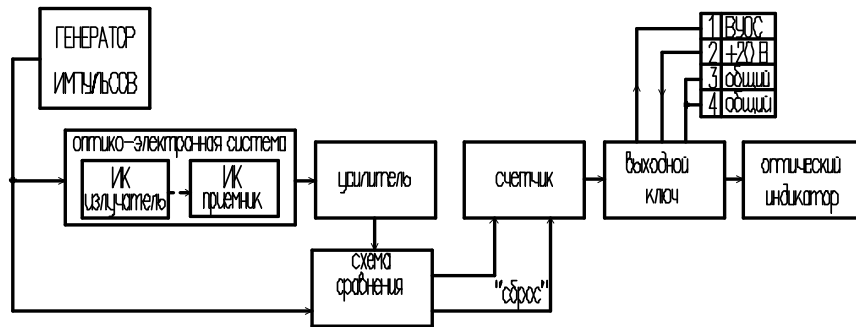 ГЕНЕРАТОР
ИМПУЛЬСОВ
1 ВУОС
2 +20 В
3 общий
4 общий
оптико-электранная система
ИК
излучатель
ИК
приемник
усилитель
счетчик
выходной
ключ
оптический
индикатор
схема
сравнения
"сброс"